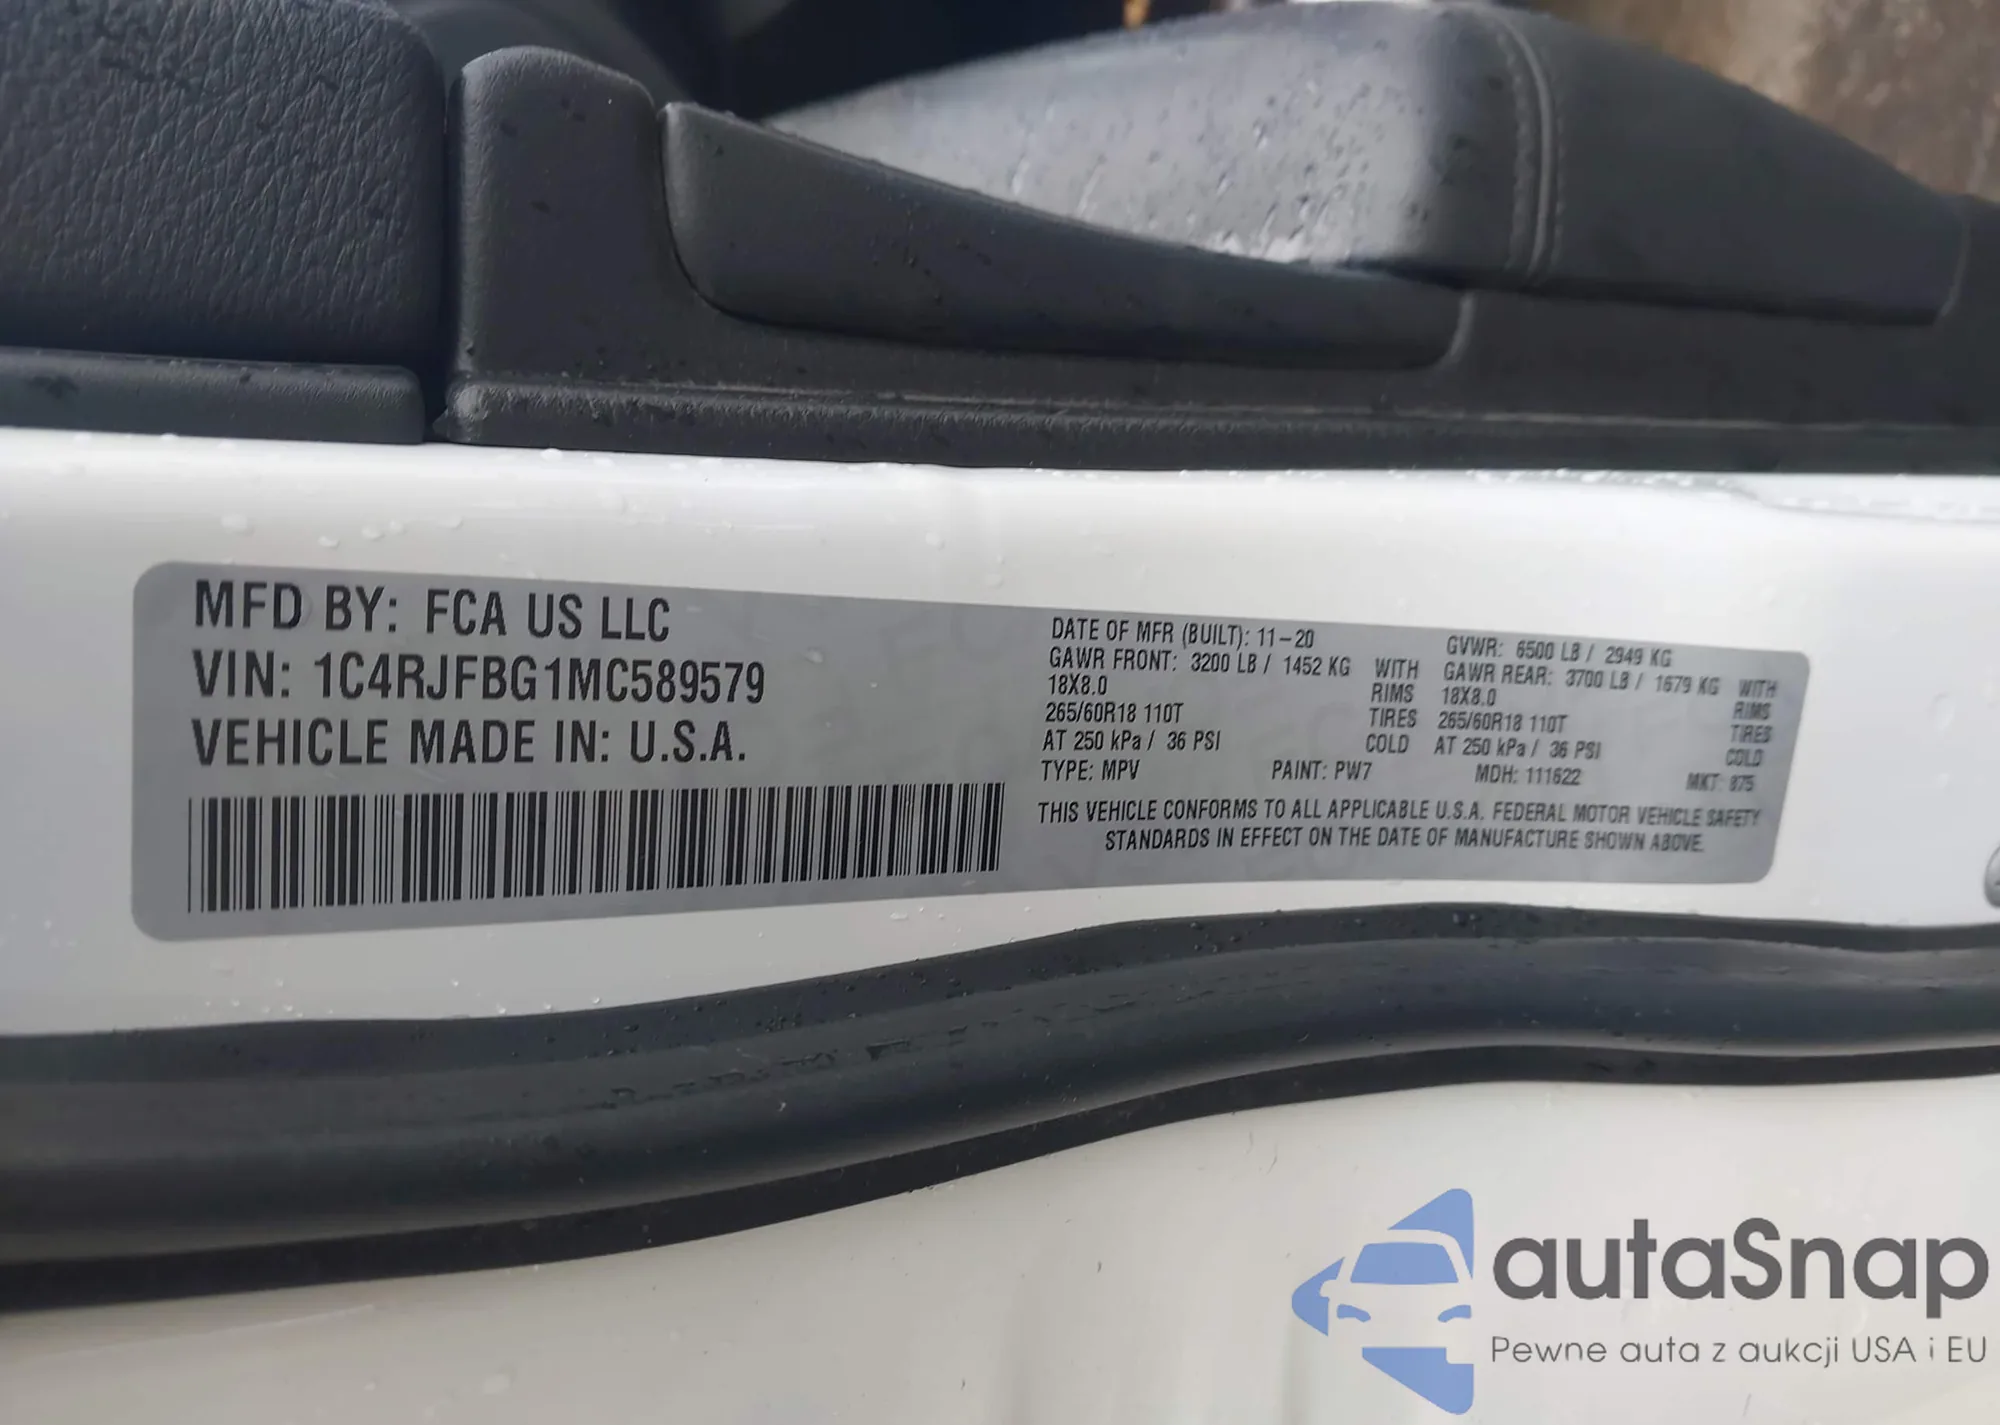 MFD BY: FCA US LLC
VIN: 1C4RJFBG1MC589579
VEHICLE MADE IN: U.S.A.
DATE OF MFR (BUILT): 11-20
GVWR: 6500 LB / 2949 KG
GAWR FRONT: 3200 LB / 1452 KG WITH
GAWR REAR: 3700 LB / 1679 KG WITH
18X8.0 RIMS
18X8.0 RIMS
265/60R18 110T TIRES
265/60R18 110T TIRES
AT 250 kPa / 36 PSI COLD
AT 250 kPa / 36 PSI COLD
TYPE: MPV PAINT: PW7 MDH: 111622 MKT: 875
THIS VEHICLE CONFORMS TO ALL APPLICABLE U.S.A. FEDERAL MOTOR VEHICLE SAFETY
STANDARDS IN EFFECT ON THE DATE OF MANUFACTURE SHOWN ABOVE.
autaSnap
Pewne auta z aukcji USA i EU